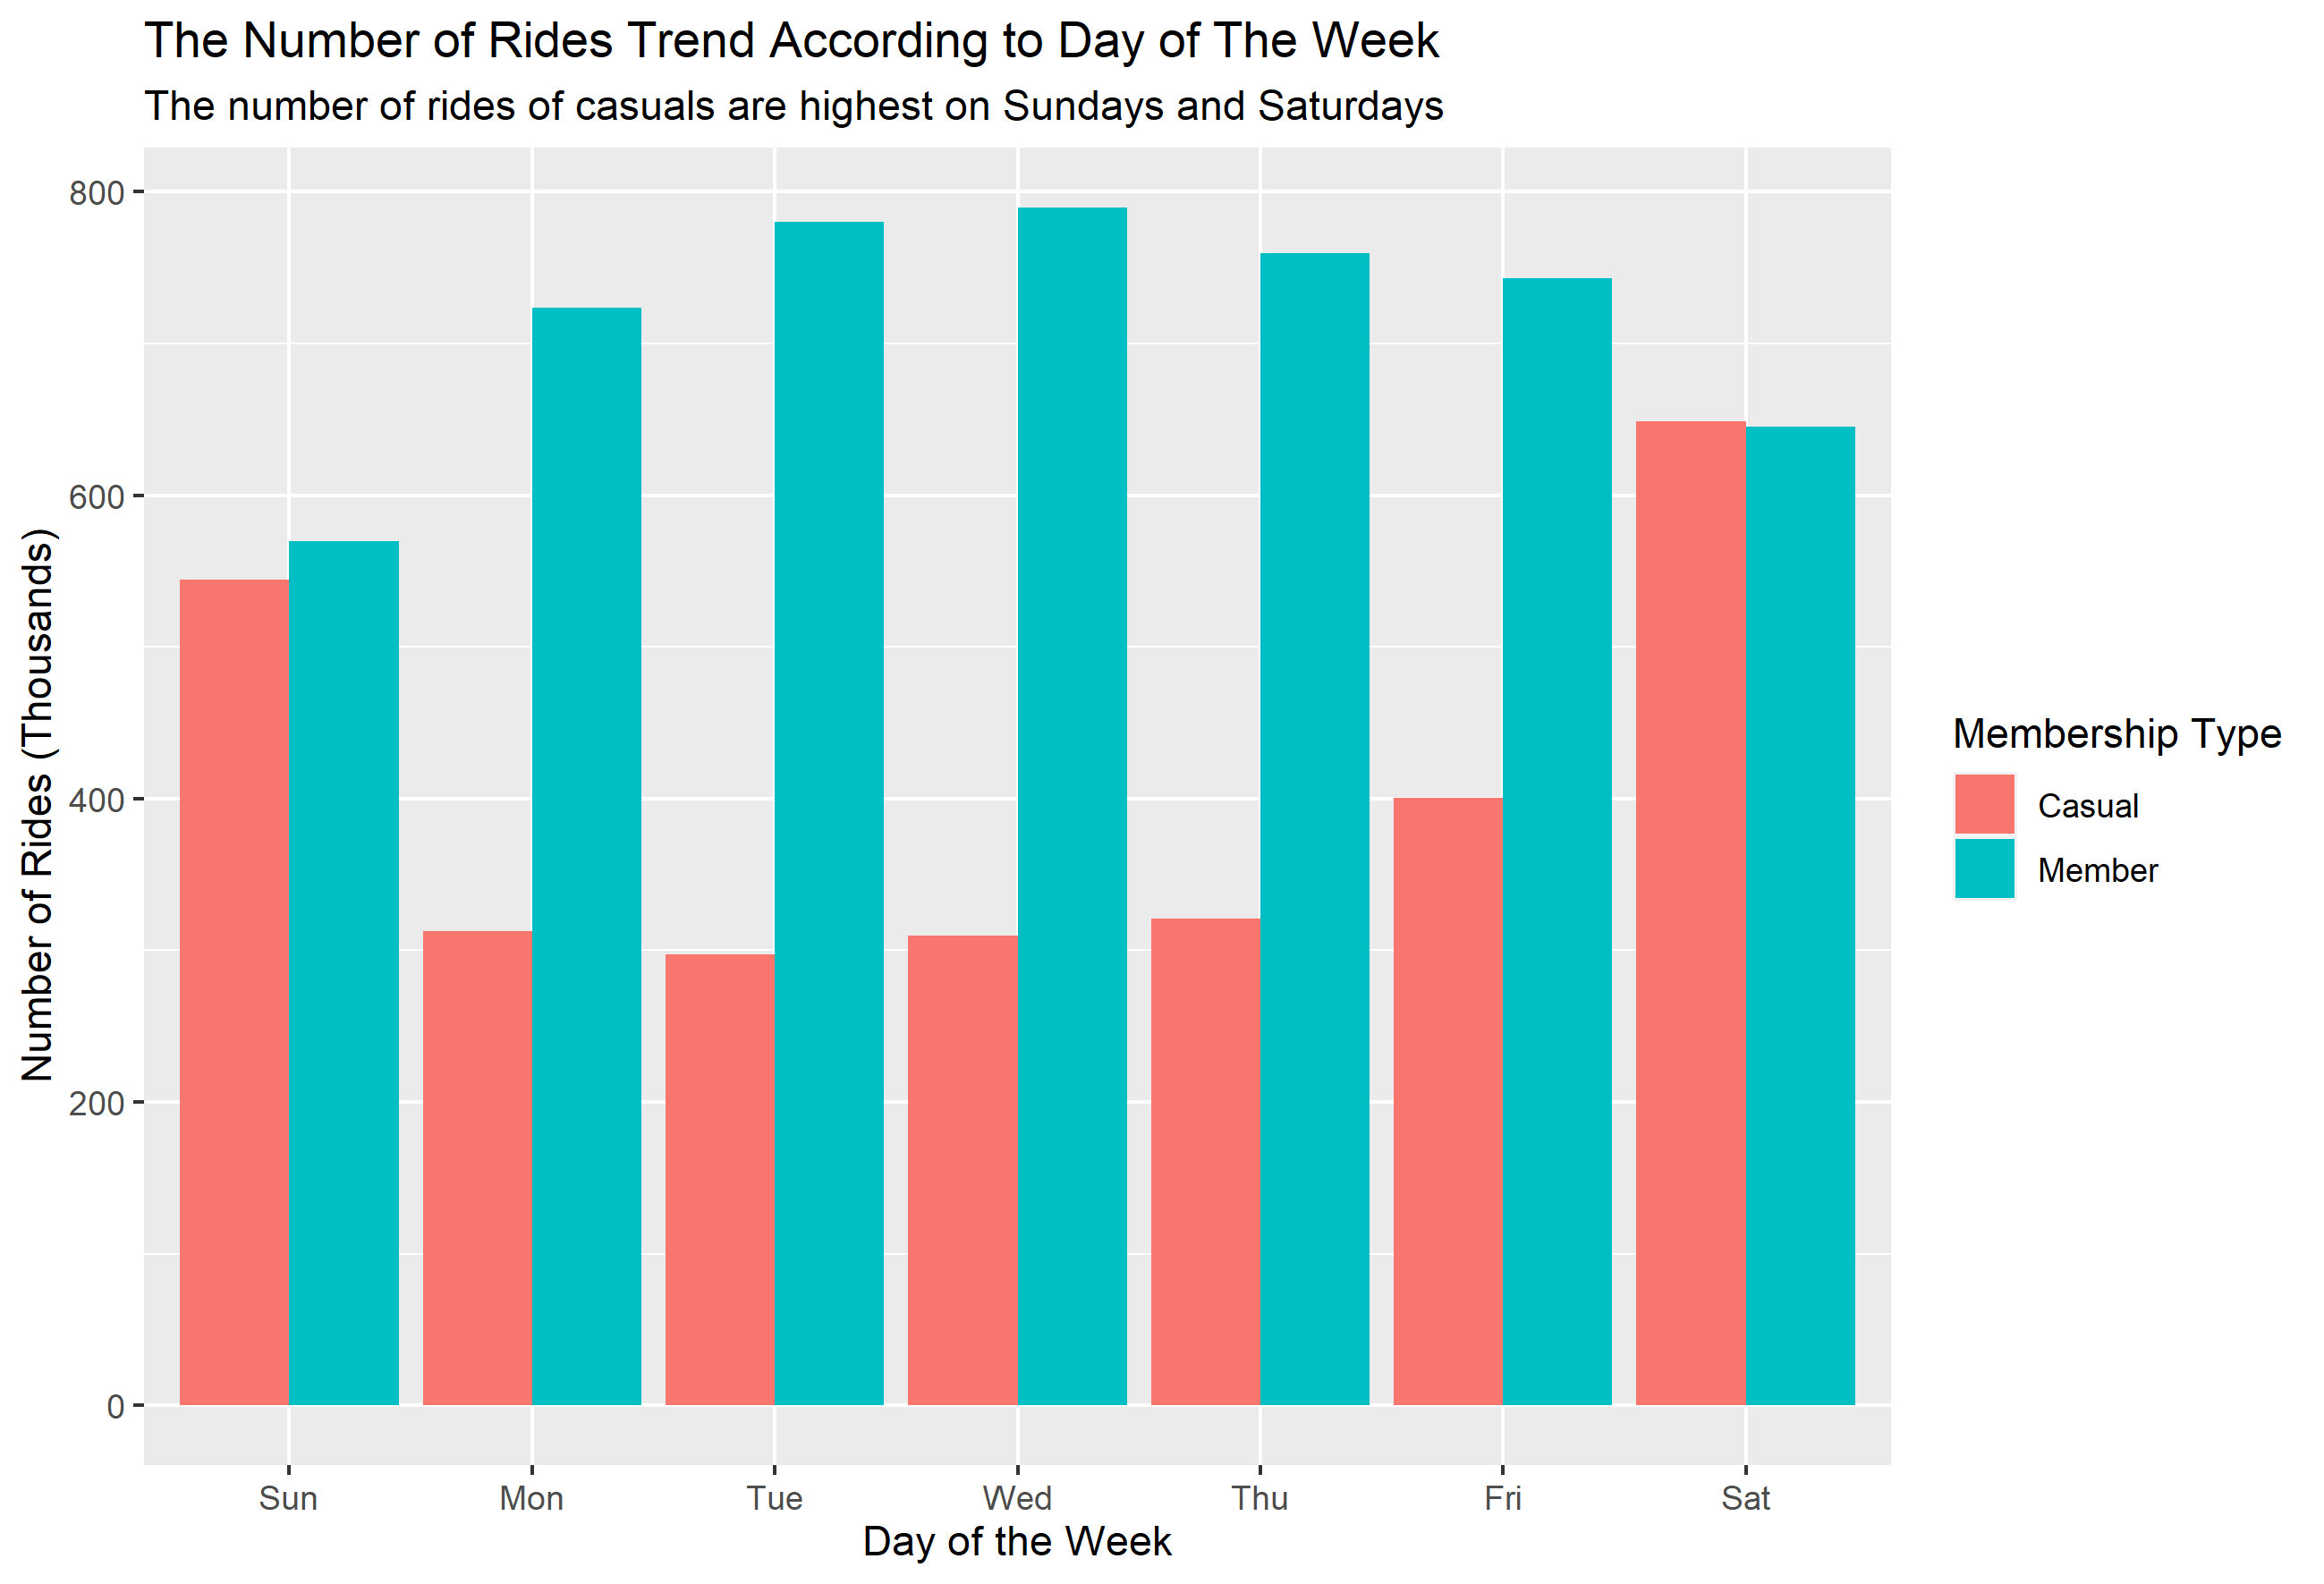 The Number of Rides Trend According to Day of The Week
The number of rides of casuals are highest on Sundays and Saturdays
Number of Rides (Thousands)
800
600
400
200
0
Sun Mon Tue Wed Thu Fri Sat
Day of the Week
Membership Type
Casual
Member